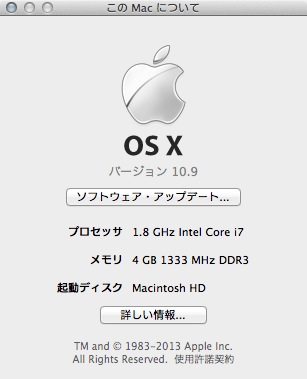 この Mac について
OS X
バージョン 10.9
ソフトウェア・アップデート...
プロセッサ 1.8 GHz Intel Core i7
メモリ 4 GB 1333 MHz DDR3
起動ディスク Macintosh HD
詳しい情報...
TM and © 1983-2013 Apple Inc.
All Rights Reserved. 使用許諾契約